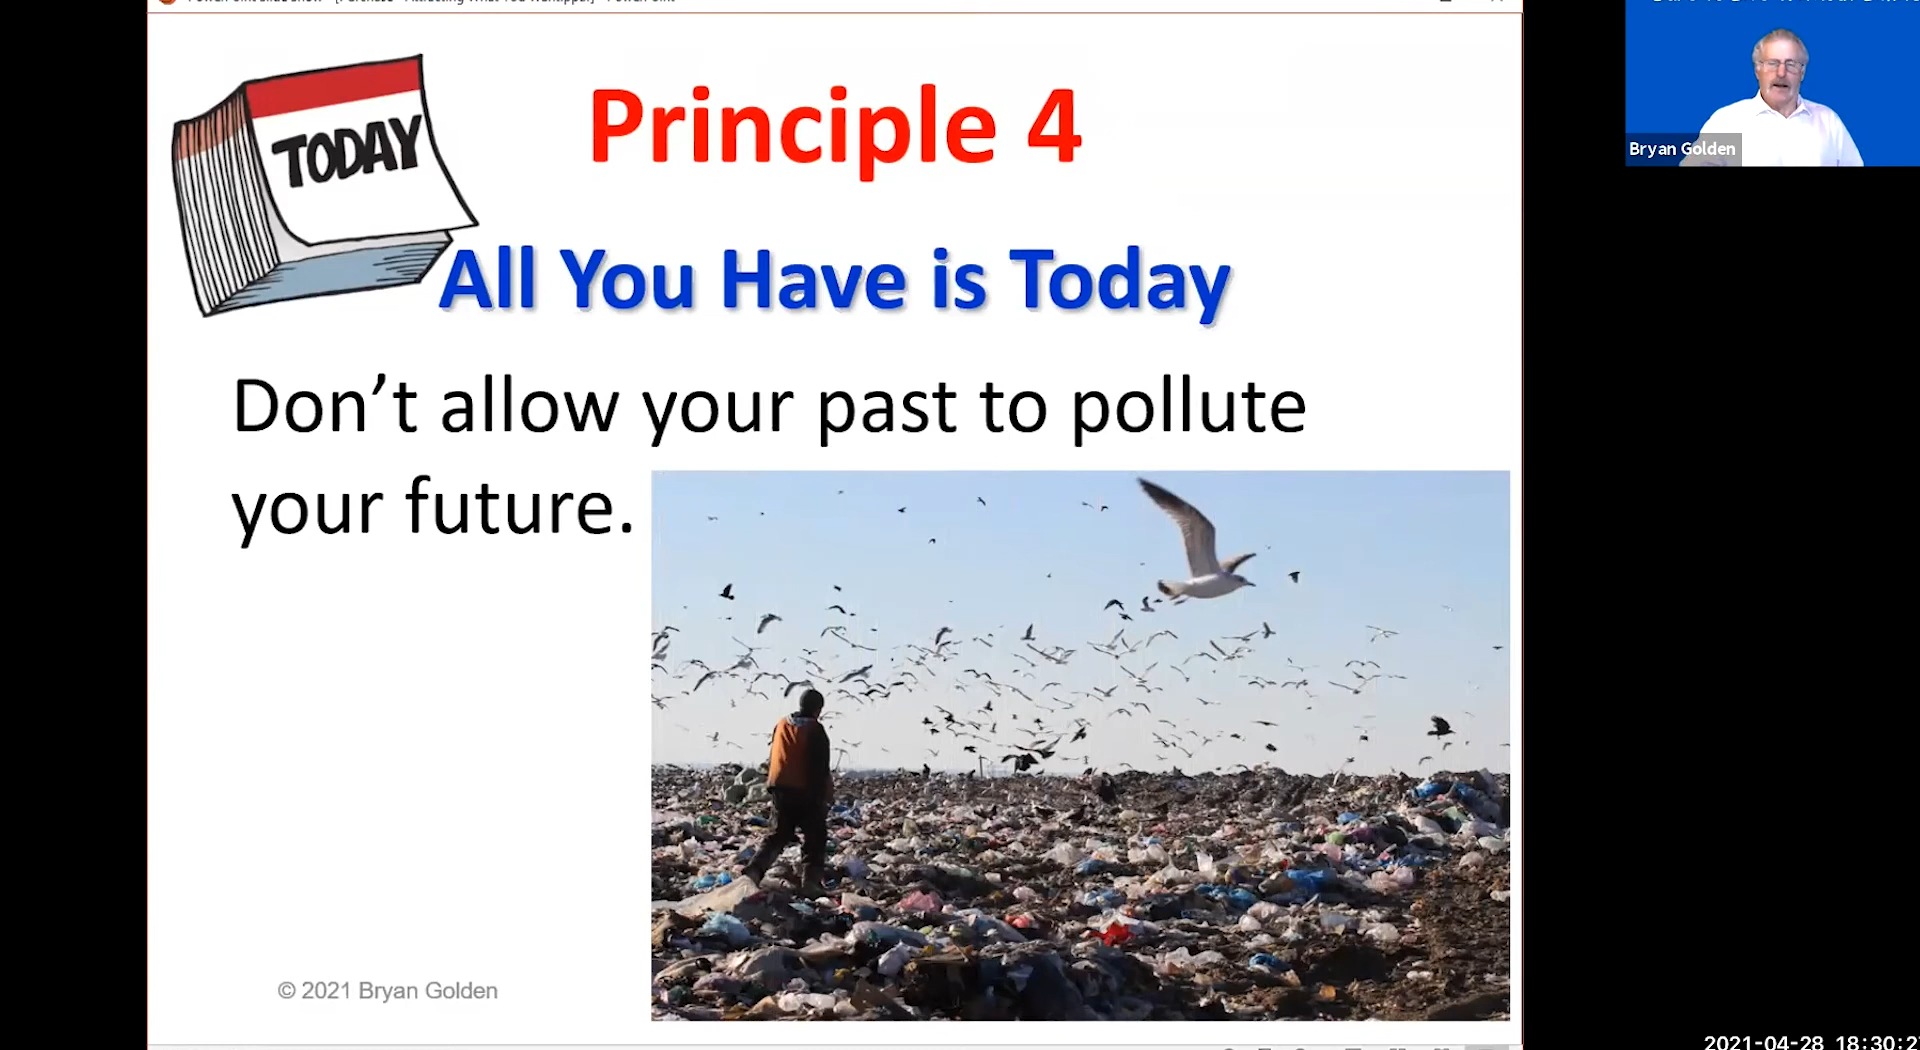 TODAY
Principle 4
All You Have is Today
Don’t allow your past to pollute
your future.
© 2021 Bryan Golden
Bryan Golden
2021-04-28 18:30:2